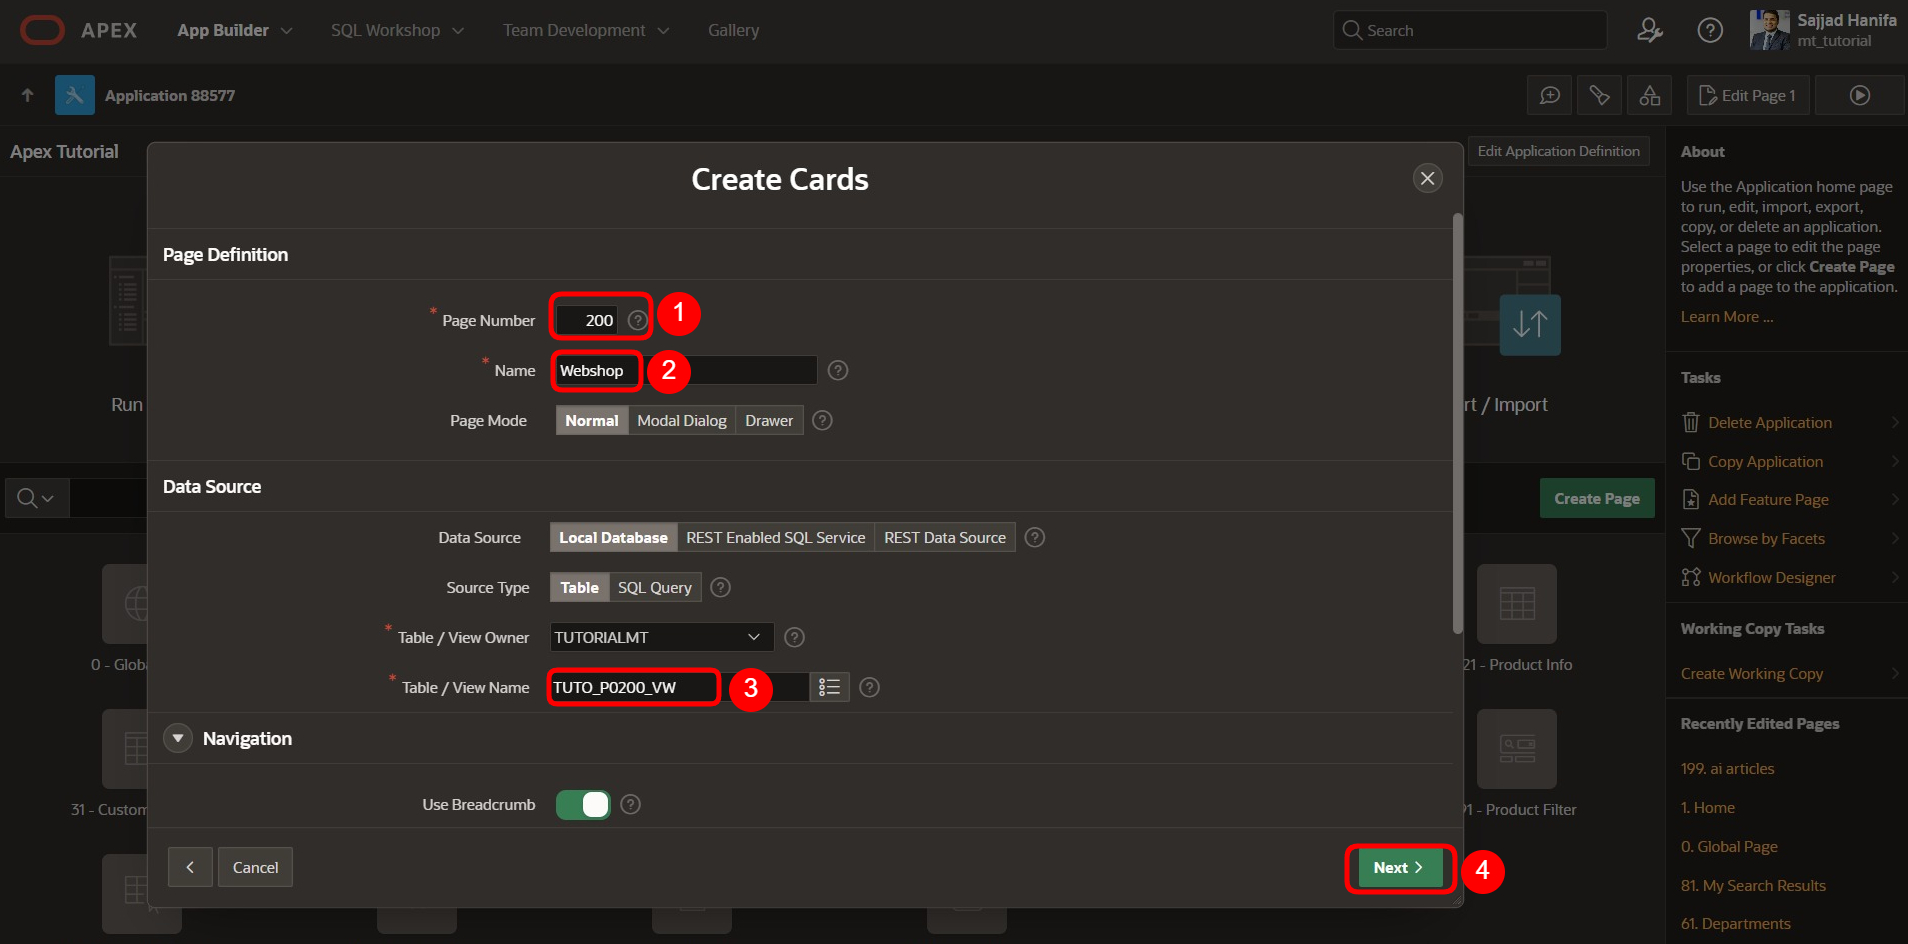 APEX
App Builder
SQL Workshop
Team Development
Gallery
Search
Sajjad Hanifa
mt_tutorial
Application 88577
Edit Page 1
Apex Tutorial
Edit Application Definition
Create Cards
Page Definition
* Page Number 200 ? 1
* Name Webshop 2 ?
Page Mode Normal Modal Dialog Drawer ?
Data Source
Data Source Local Database REST Enabled SQL Service REST Data Source ?
Source Type Table SQL Query ?
* Table / View Owner TUTORIALMT ?
* Table / View Name TUTO_P0200_VW 3 ?
Navigation
Use Breadcrumb ?
Cancel
Next 4
Run
rt / Import
Create Page
0 - Globa
21 - Product Info
31 - Custom
91 - Product Filter
About
Use the Application home page
to run, edit, import, export,
copy, or delete an application.
Select a page to edit the page
properties, or click Create Page
to add a page to the application.
Learn More ...
Tasks
Delete Application
Copy Application
Add Feature Page
Browse by Facets
Workflow Designer
Working Copy Tasks
Create Working Copy
Recently Edited Pages
199. ai articles
1. Home
0. Global Page
81. My Search Results
61. Departments